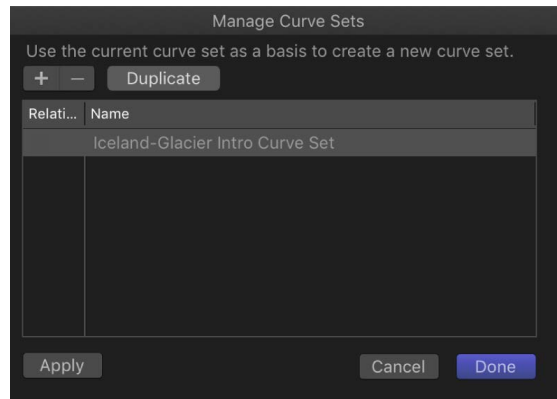 Manage Curve Sets
Use the current curve set as a basis to create a new curve set.
+ – Duplicate
Relati... Name
Iceland-Glacier Intro Curve Set
Apply Cancel Done